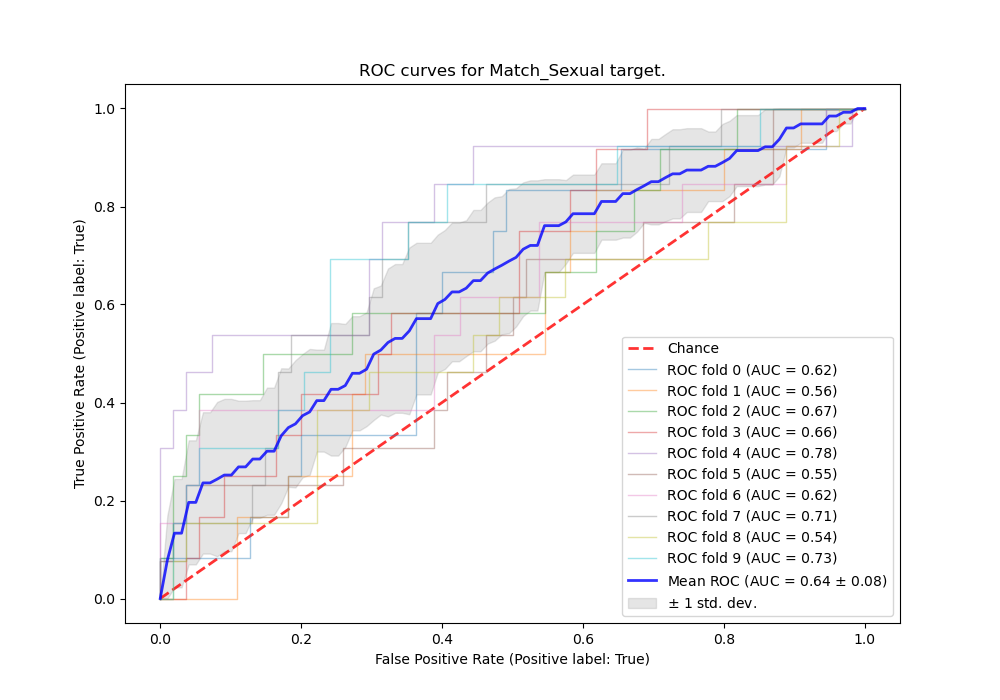 ROC curves for Match_Sexual target.
True Positive Rate (Positive label: True)
1.0
0.8
0.6
0.4
0.2
0.0
0.0 0.2 0.4 0.6 0.8 1.0
False Positive Rate (Positive label: True)
Chance
ROC fold 0 (AUC = 0.62)
ROC fold 1 (AUC = 0.56)
ROC fold 2 (AUC = 0.67)
ROC fold 3 (AUC = 0.66)
ROC fold 4 (AUC = 0.78)
ROC fold 5 (AUC = 0.55)
ROC fold 6 (AUC = 0.62)
ROC fold 7 (AUC = 0.71)
ROC fold 8 (AUC = 0.54)
ROC fold 9 (AUC = 0.73)
Mean ROC (AUC = 0.64 ± 0.08)
± 1 std. dev.